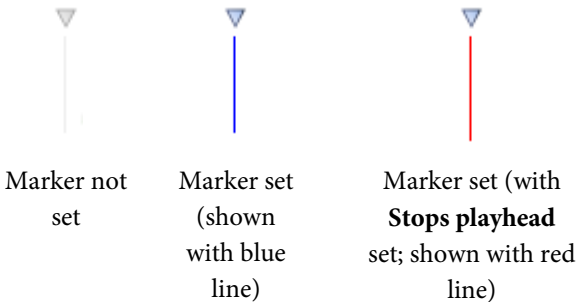 Marker not
set
Marker set
(shown
with blue
line)
Marker set (with
Stops playhead
set; shown with red
line)